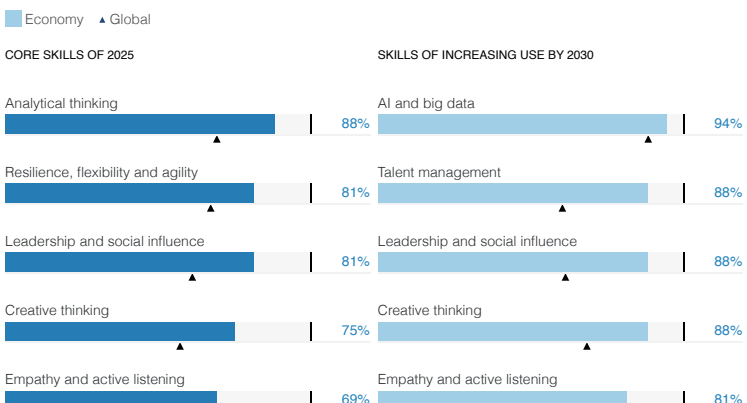 Economy ▲ Global
CORE SKILLS OF 2025
Analytical thinking
88%
Resilience, flexibility and agility
81%
Leadership and social influence
81%
Creative thinking
75%
Empathy and active listening
69%
SKILLS OF INCREASING USE BY 2030
AI and big data
94%
Talent management
88%
Leadership and social influence
88%
Creative thinking
88%
Empathy and active listening
81%